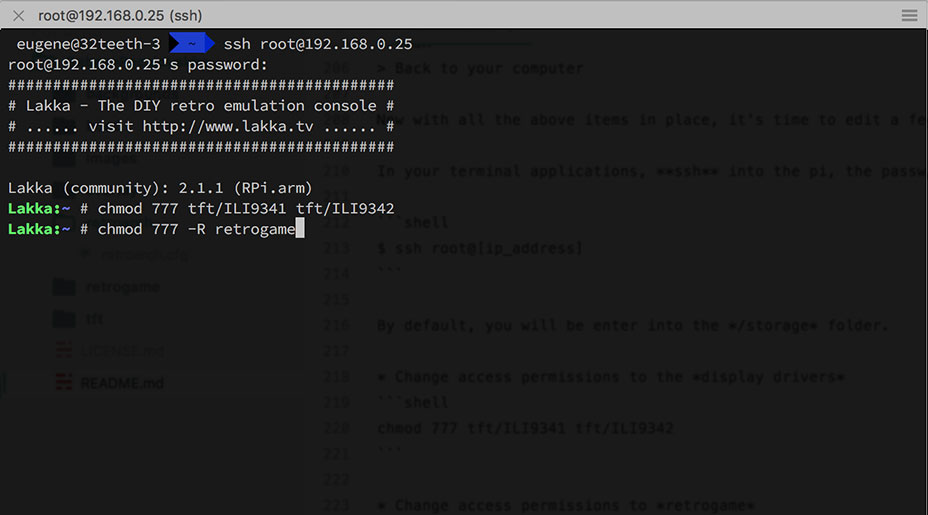 root@192.168.0.25 (ssh)
eugene@32teeth-3 ~ ssh root@192.168.0.25
root@192.168.0.25's password:
###########################################
# Lakka - The DIY retro emulation console #
# ...... visit http://www.lakka.tv ...... #
###########################################
Lakka (community): 2.1.1 (RPi.arm)
Lakka:~ # chmod 777 tft/ILI9341 tft/ILI9342
Lakka:~ # chmod 777 -R retrogame
images
retroarch.cfg
retrogame
tft
LICENSE.md
README.md
206 > Back to your computer
208 Now with all the above items in place, it's time to edit a fe
210 In your terminal applications, **ssh** into the pi, the passw
211
212 ```shell
213 $ ssh root@[ip_address]
214 ```
215
216 By default, you will be enter into the */storage* folder.
217
218 * Change access permissions to the *display drivers*
219 ```shell
220 chmod 777 tft/ILI9341 tft/ILI9342
221 ```
222
223 * Change access permissions to *retrogame*